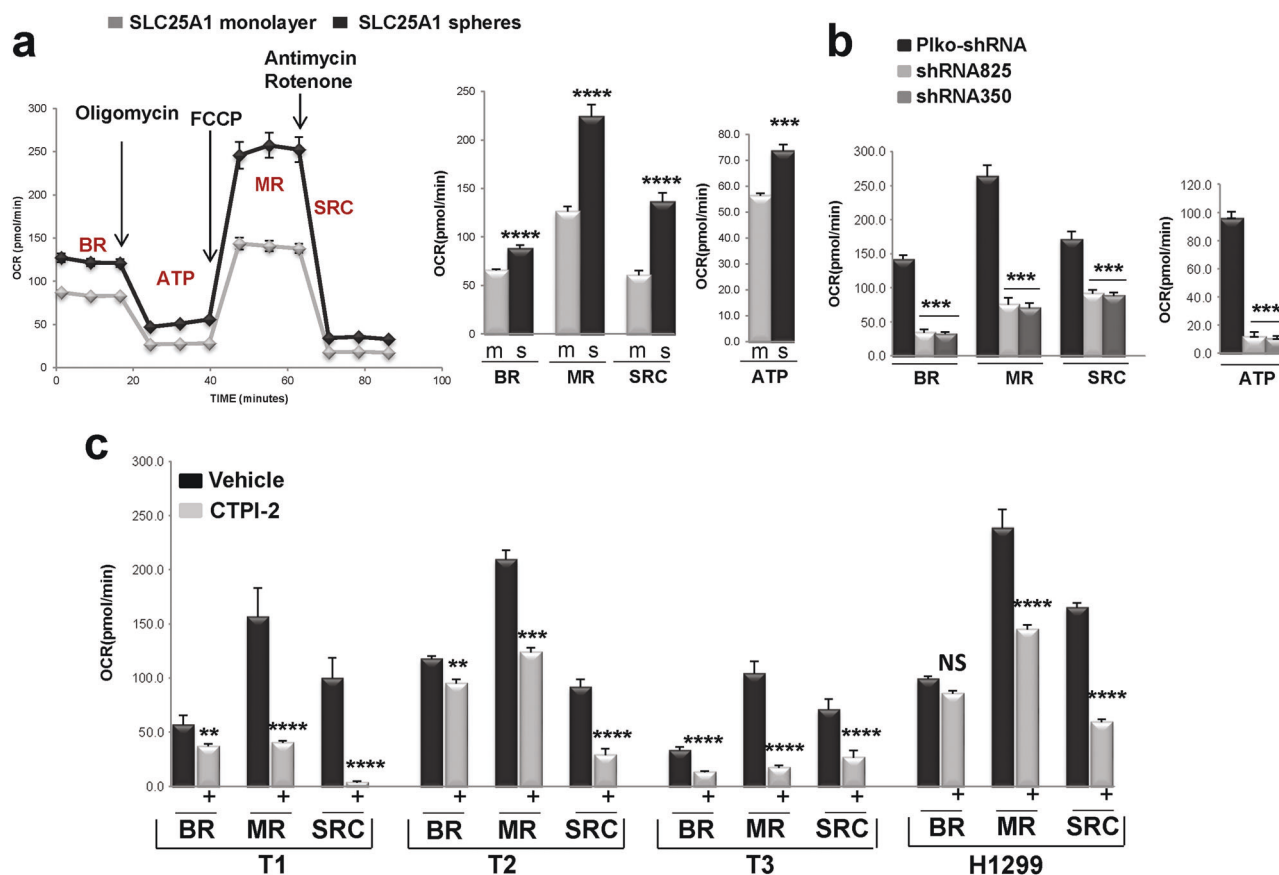 a
SLC25A1 monolayer SLC25A1 spheres
Oligomycin
FCCP
Antimycin
Rotenone
OCR (pmol/min)
300
250
200
150
100
50
0
BR
ATP
MR
SRC
0 20 40 60 80 100
TIME (minutes)
OCR(pmol/min)
250
200
150
100
50
0
**** **** ****
m s m s m s
BR MR SRC
OCR(pmol/min)
80.0
70.0
60.0
50.0
40.0
30.0
20.0
10.0
0.0
***
m s
ATP
b
Plko-shRNA
shRNA825
shRNA350
OCR(pmol/min)
300.0
250.0
200.0
150.0
100.0
50.0
0.0
*** *** ***
BR MR SRC
OCR(pmol/min)
120.0
100.0
80.0
60.0
40.0
20.0
0.0
***
ATP
c
Vehicle
CTPI-2
OCR(pmol/min)
300.0
250.0
200.0
150.0
100.0
50.0
0.0
** **** **** ** *** **** **** **** **** NS **** ****
+ + + + + + + + + + + +
BR MR SRC BR MR SRC BR MR SRC BR MR SRC
T1 T2 T3 H1299